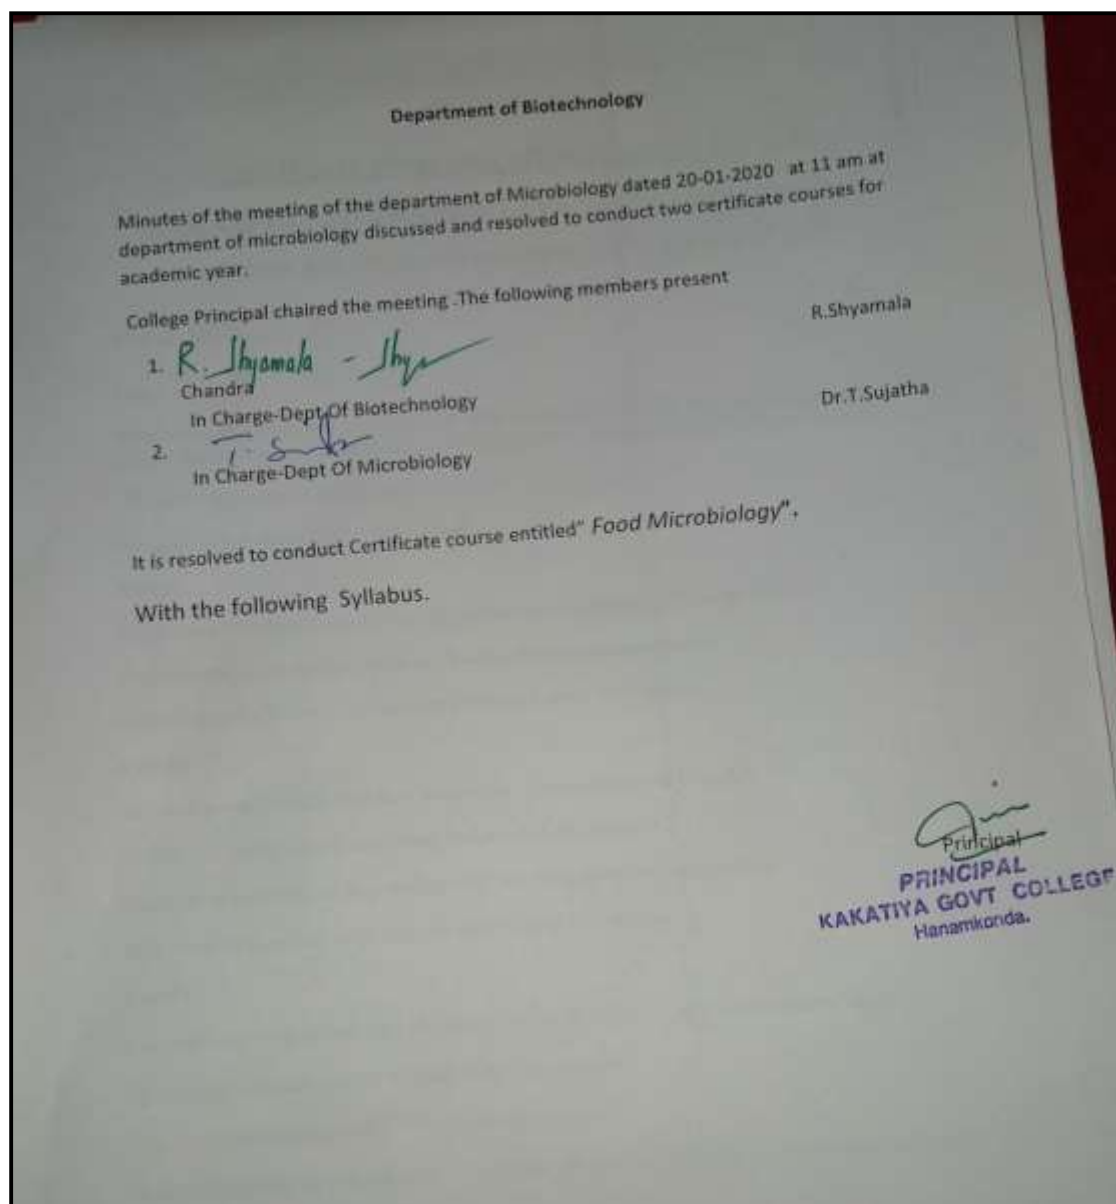 Department of Biotechnology
Minutes of the meeting of the department of Microbiology dated 20-01-2020 at 11 am at
department of microbiology discussed and resolved to conduct two certificate courses for
academic year.
College Principal chaired the meeting .The following members present
1. R. Shyamala - Shya R.Shyamala
Chandra
In Charge-Dept Of Biotechnology
2. T. Dr.T.Sujatha
In Charge-Dept Of Microbiology
It is resolved to conduct Certificate course entitled" Food Microbiology".
With the following Syllabus.
Principal
PRINCIPAL
KAKATIYA GOVT COLLEGE
Hanamkonda.